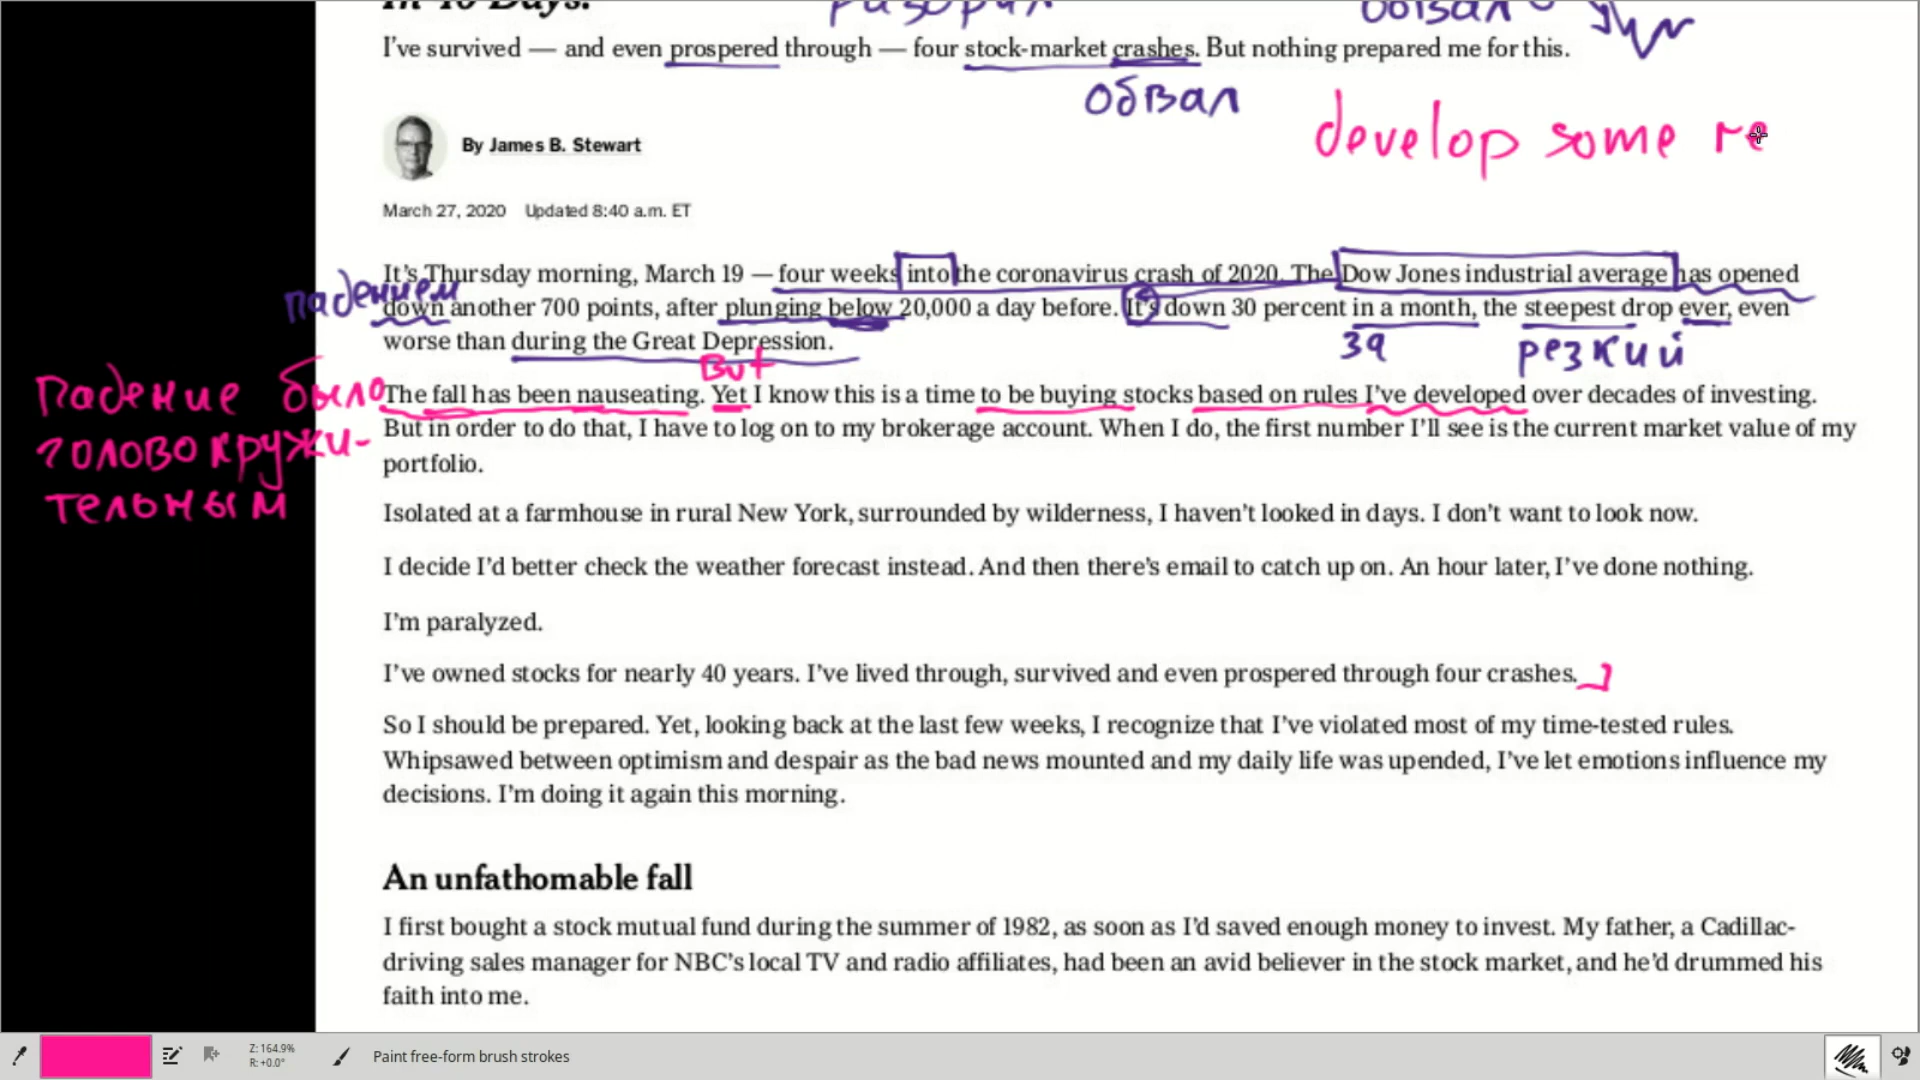 In 10 Days.
I've survived — and even prospered through — four stock-market crashes. But nothing prepared me for this.
обвал
develop some re
By James B. Stewart
March 27, 2020 Updated 8:40 a.m. ET
It's Thursday morning, March 19 — four weeks into the coronavirus crash of 2020. The Dow Jones industrial average has opened
падением
down another 700 points, after plunging below 20,000 a day before. It's down 30 percent in a month, the steepest drop ever, even
worse than during the Great Depression.
за
резкий
But
Падение было
головокружи-
тельным
The fall has been nauseating. Yet I know this is a time to be buying stocks based on rules I've developed over decades of investing.
But in order to do that, I have to log on to my brokerage account. When I do, the first number I'll see is the current market value of my
portfolio.
Isolated at a farmhouse in rural New York, surrounded by wilderness, I haven't looked in days. I don't want to look now.
I decide I'd better check the weather forecast instead. And then there's email to catch up on. An hour later, I've done nothing.
I'm paralyzed.
I've owned stocks for nearly 40 years. I've lived through, survived and even prospered through four crashes.
So I should be prepared. Yet, looking back at the last few weeks, I recognize that I've violated most of my time-tested rules.
Whipsawed between optimism and despair as the bad news mounted and my daily life was upended, I've let emotions influence my
decisions. I'm doing it again this morning.
An unfathomable fall
I first bought a stock mutual fund during the summer of 1982, as soon as I'd saved enough money to invest. My father, a Cadillac-
driving sales manager for NBC's local TV and radio affiliates, had been an avid believer in the stock market, and he'd drummed his
faith into me.
Z: 164.9%
R: +0.0°
Paint free-form brush strokes